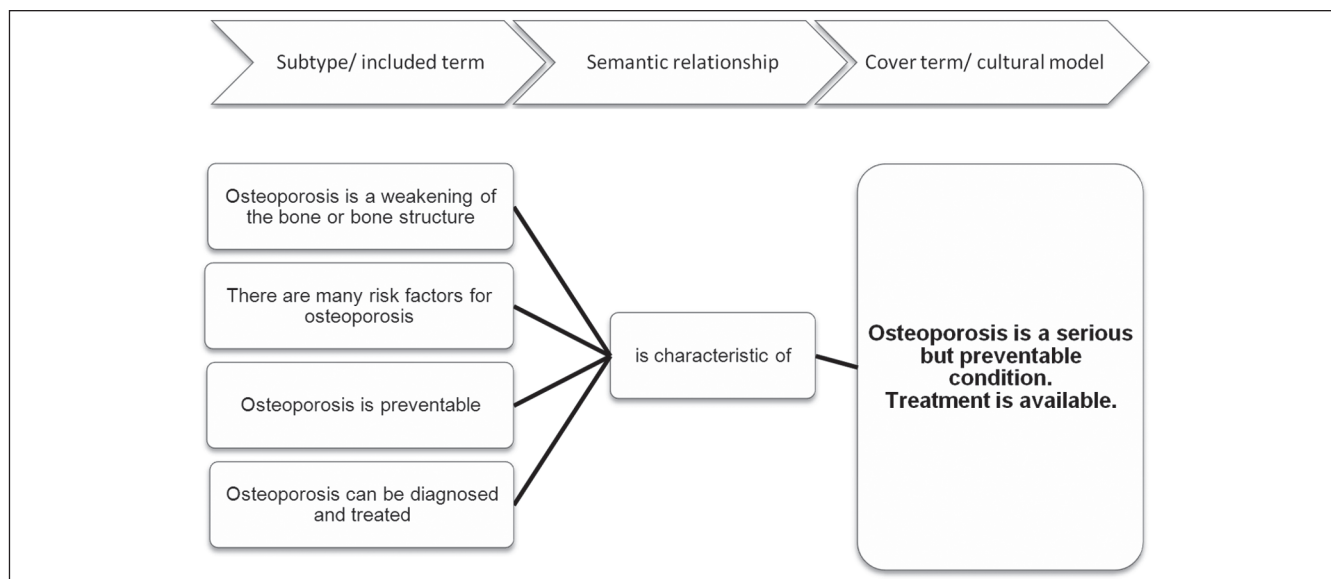 Subtype/ included term
Semantic relationship
Cover term/ cultural model
Osteoporosis is a weakening of
the bone or bone structure
There are many risk factors for
osteoporosis
Osteoporosis is preventable
Osteoporosis can be diagnosed
and treated
is characteristic of
Osteoporosis is a serious
but preventable
condition.
Treatment is available.